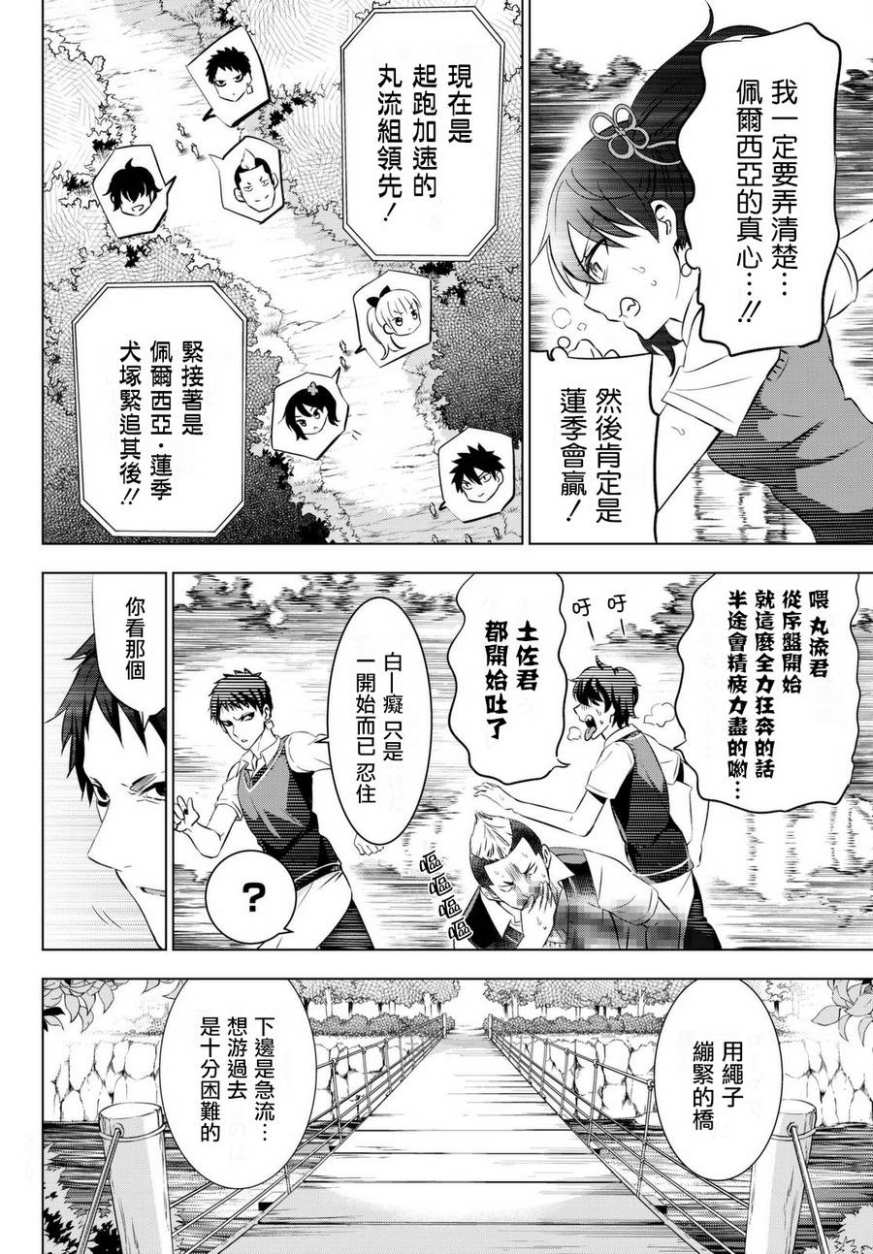 我一定要弄清楚…
佩爾西亞的真心…!!
然後肯定是
蓮季會贏！
現在是
起跑加速的
丸流組領先！
緊接著是
佩爾西亞·蓮季
犬塚緊追其後!!
喂 丸流君
從序盤開始
就這麼全力狂奔的話
半途會精疲力盡的喲…
吁
吁
土佐君
都開始吐了
嘔
嘔
嘔
嘔
白—癡 只是
一開始而已 忍住
?
你看那個
用繩子
繃緊的橋
下邊是急流…
想游過去
是十分困難的